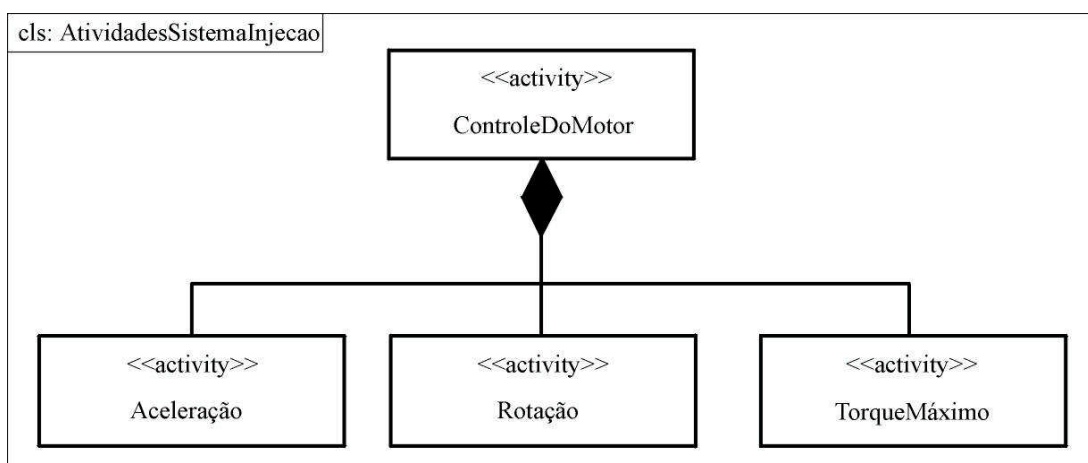 cls: AtividadesSistemaInjecao
<<activity>>
ControleDoMotor
<<activity>>
Aceleração
<<activity>>
Rotação
<<activity>>
TorqueMáximo